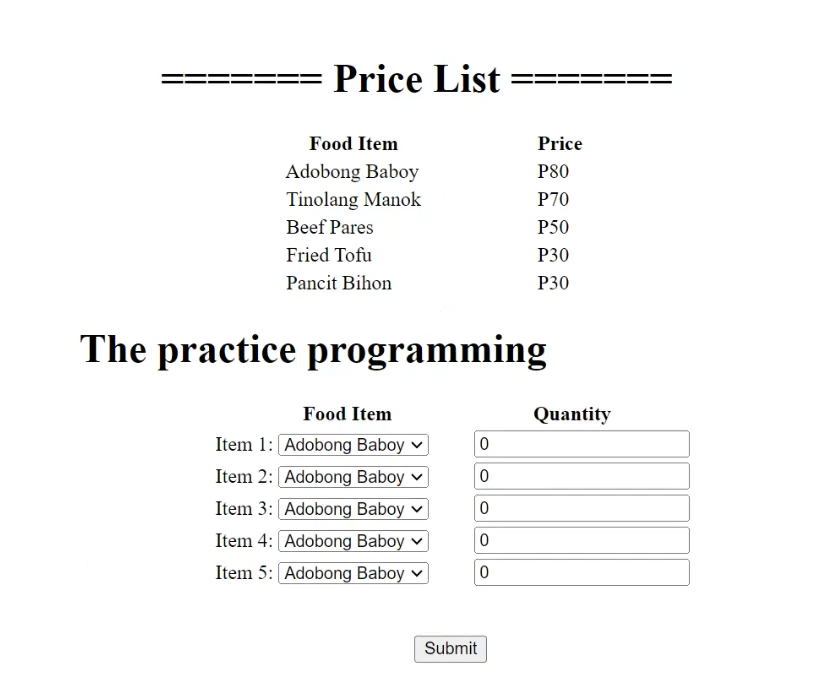 ======= Price List =======
Food Item Price
Adobong Baboy P80
Tinolang Manok P70
Beef Pares P50
Fried Tofu P30
Pancit Bihon P30
The practice programming
Food Item Quantity
Item 1: Adobong Baboy 0
Item 2: Adobong Baboy 0
Item 3: Adobong Baboy 0
Item 4: Adobong Baboy 0
Item 5: Adobong Baboy 0
Submit